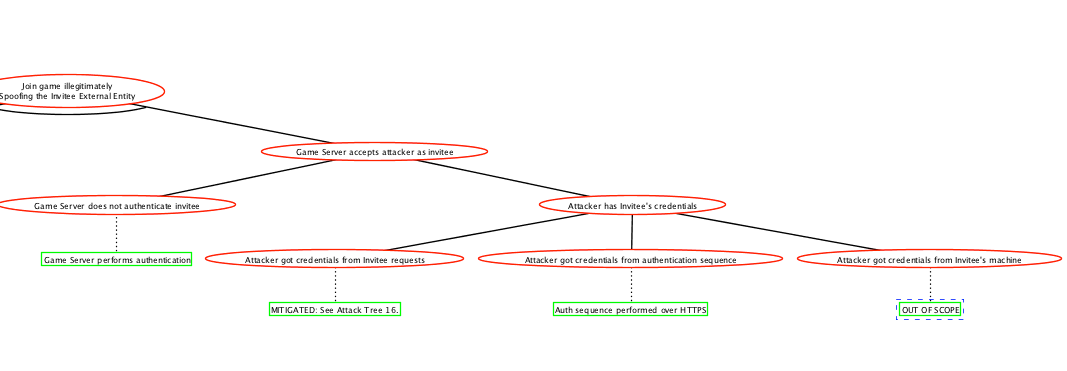 Join game illegitimately
Spoofing the Invitee External Entity
Game Server accepts attacker as invitee
Game Server does not authenticate invitee
Attacker has Invitee's credentials
Game Server performs authentication
Attacker got credentials from Invitee requests
Attacker got credentials from authentication sequence
Attacker got credentials from Invitee's machine
MITIGATED: See Attack Tree 16.
Auth sequence performed over HTTPS
OUT OF SCOPE